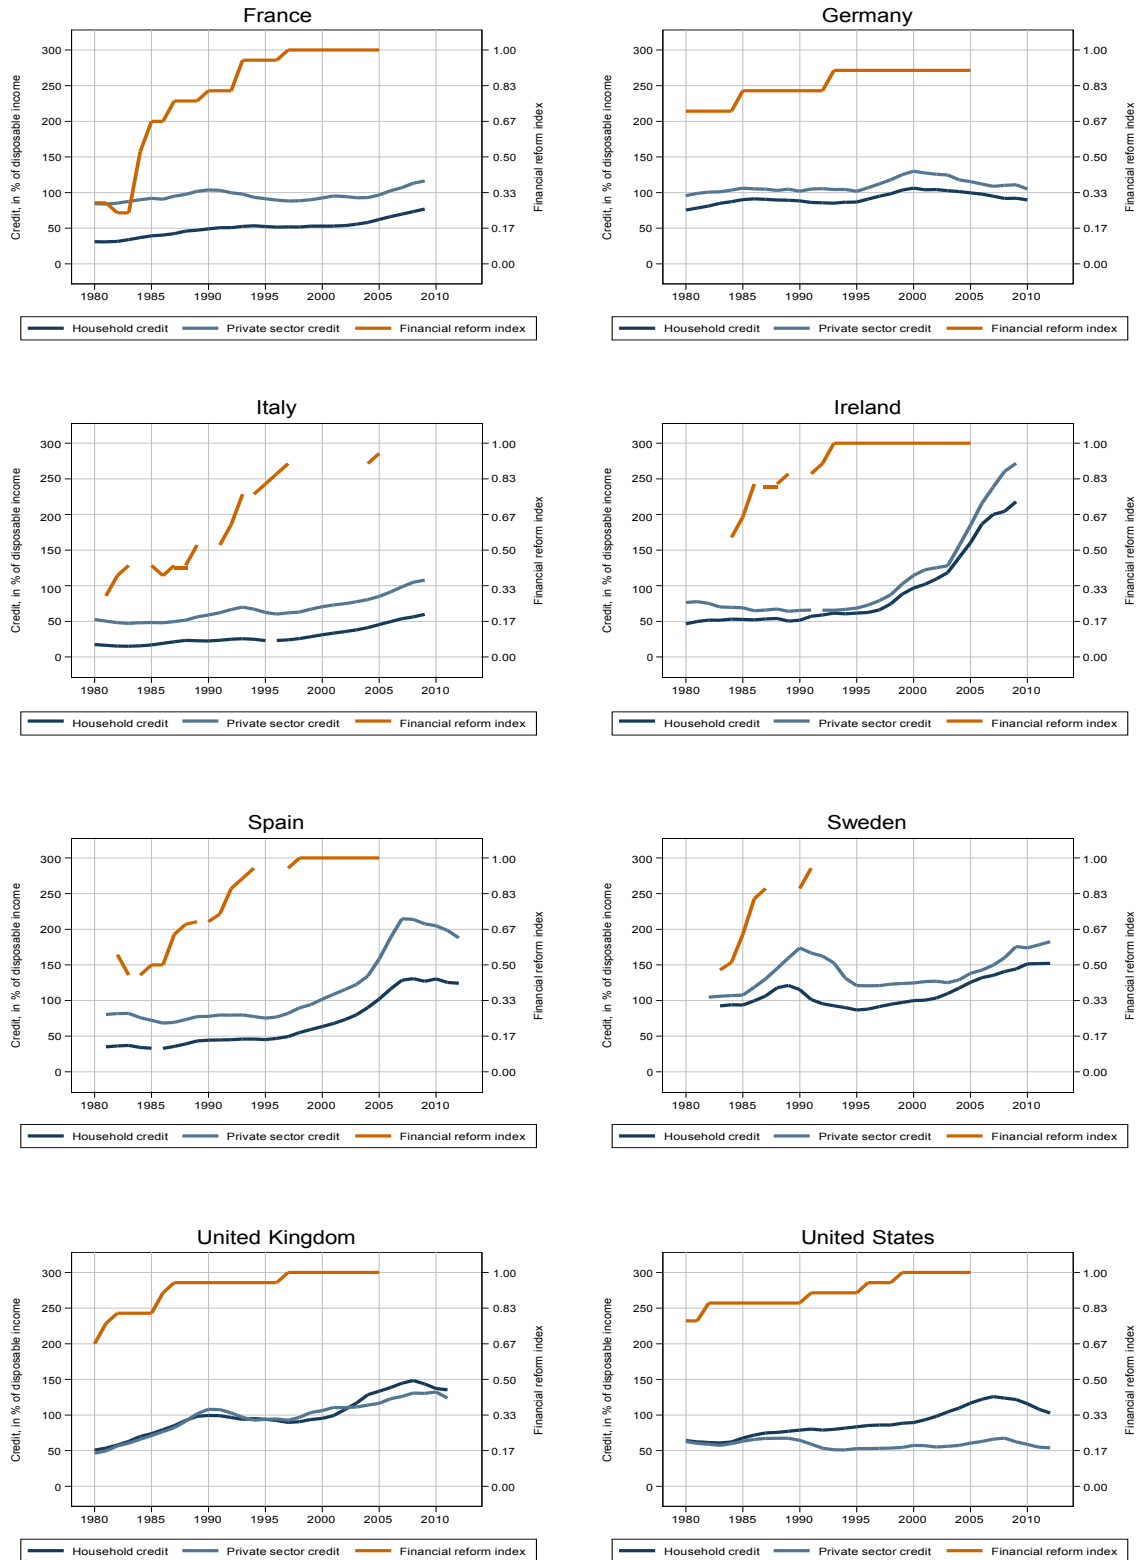 France
Credit, in % of disposable income
300
250
200
150
100
50
0
1.00
0.83
0.67
0.50
0.33
0.17
0.00
Financial reform index
1980 1985 1990 1995 2000 2005 2010
Household credit Private sector credit Financial reform index
Germany
Credit, in % of disposable income
300
250
200
150
100
50
0
1.00
0.83
0.67
0.50
0.33
0.17
0.00
Financial reform index
1980 1985 1990 1995 2000 2005 2010
Household credit Private sector credit Financial reform index
Italy
Credit, in % of disposable income
300
250
200
150
100
50
0
1.00
0.83
0.67
0.50
0.33
0.17
0.00
Financial reform index
1980 1985 1990 1995 2000 2005 2010
Household credit Private sector credit Financial reform index
Ireland
Credit, in % of disposable income
300
250
200
150
100
50
0
1.00
0.83
0.67
0.50
0.33
0.17
0.00
Financial reform index
1980 1985 1990 1995 2000 2005 2010
Household credit Private sector credit Financial reform index
Spain
Credit, in % of disposable income
300
250
200
150
100
50
0
1.00
0.83
0.67
0.50
0.33
0.17
0.00
Financial reform index
1980 1985 1990 1995 2000 2005 2010
Household credit Private sector credit Financial reform index
Sweden
Credit, in % of disposable income
300
250
200
150
100
50
0
1.00
0.83
0.67
0.50
0.33
0.17
0.00
Financial reform index
1980 1985 1990 1995 2000 2005 2010
Household credit Private sector credit Financial reform index
United Kingdom
Credit, in % of disposable income
300
250
200
150
100
50
0
1.00
0.83
0.67
0.50
0.33
0.17
0.00
Financial reform index
1980 1985 1990 1995 2000 2005 2010
Household credit Private sector credit Financial reform index
United States
Credit, in % of disposable income
300
250
200
150
100
50
0
1.00
0.83
0.67
0.50
0.33
0.17
0.00
Financial reform index
1980 1985 1990 1995 2000 2005 2010
Household credit Private sector credit Financial reform index